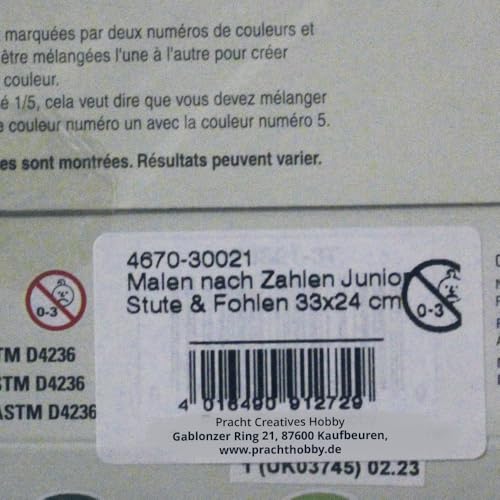 marquées par deux numéros de couleurs et
être mélangées l'une à l'autre pour créer
couleur.
é 1/5, cela veut dire que vous devez mélanger
e couleur numéro un avec la couleur numéro 5.
es sont montrées. Résultats peuvent varier.
4670-30021
Malen nach Zahlen Junior
Stute & Fohlen 33x24 cm
0-3
0-3
TM D4236
STM D4236
ASTM D4236
4 018490 912729
Pracht Creatives Hobby
Gablonzer Ring 21, 87600 Kaufbeuren,
www.prachthobby.de
1 (UK03745) 02.23